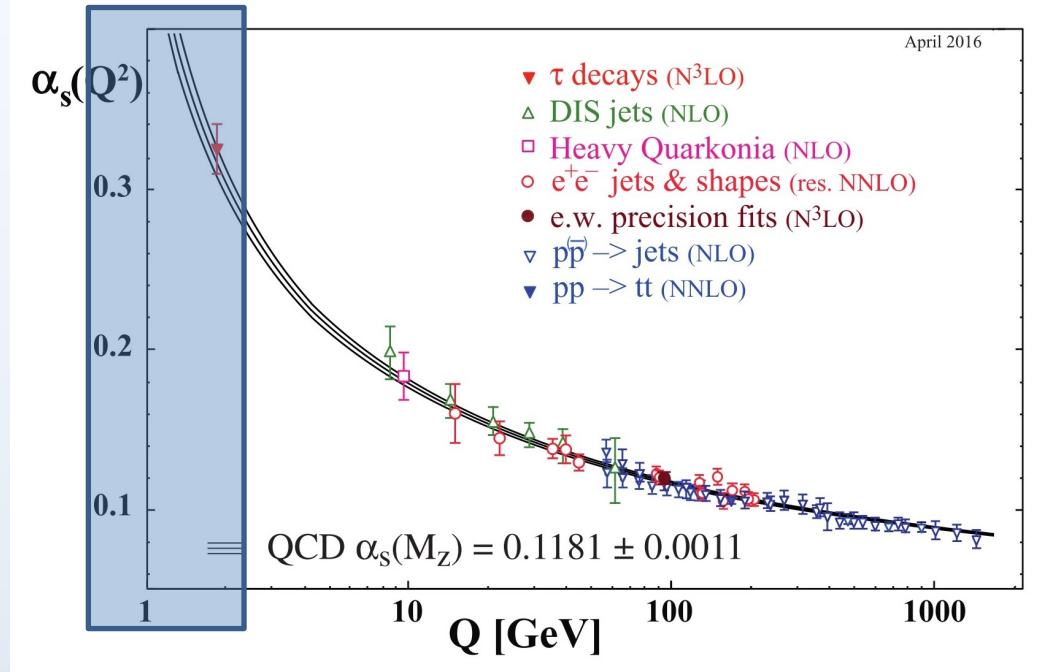 April 2016
αs(Q²)
τ decays (N³LO)
DIS jets (NLO)
Heavy Quarkonia (NLO)
e⁺e⁻ jets & shapes (res. NNLO)
e.w. precision fits (N³LO)
pp(–) –> jets (NLO)
pp –> tt (NNLO)
0.3
0.2
0.1
QCD αs(Mz) = 0.1181 ± 0.0011
1 10 100 1000
Q [GeV]